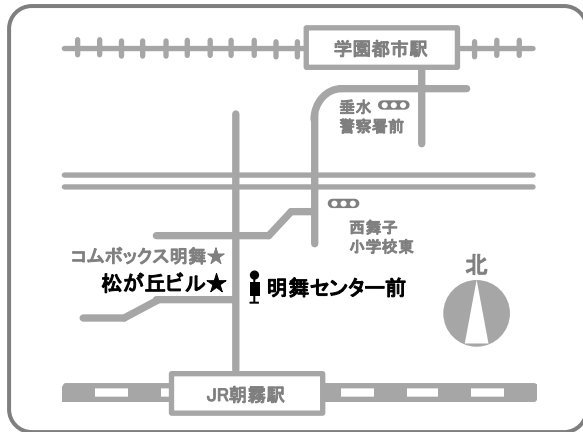 学園都市駅
垂水
警察署前
西舞子
小学校東
コムボックス明舞★
松が丘ビル★
明舞センター前
北
JR朝霧駅